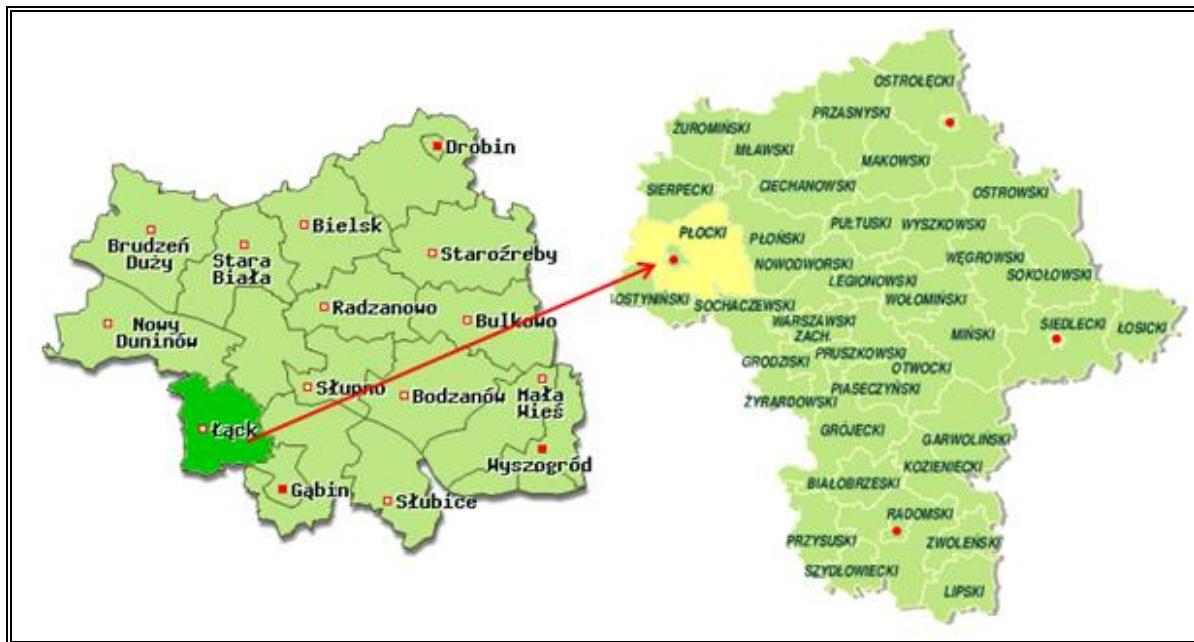 Drobin
Bielsk
Brudzeń
Duży
Stara
Biała
Staroźreby
Radzanowo
Bulkowo
Nowy
Duninów
Słupno
Bodzanów
Mała
Wieś
Łąck
Wyszogród
Gąbin
Słubice
OSTROŁĘCKI
PRZASNYSKI
ŻUROMIŃSKI
MŁAWSKI
MAKOWSKI
SIERPECKI
CIECHANOWSKI
OSTROWSKI
PŁOCKI
PŁOŃSKI
PUŁTUSKI
WYSZKOWSKI
NOWODWORSKI
WĘGROWSKI
LEGIONOWSKI
SOKOŁOWSKI
OSTYNIŃSKI
SOCHACZEWSKI
WOŁOMIŃSKI
WARSZAWSKI
ZACH.
MIŃSKI
SIEDLECKI
ŁOSICKI
GRODZISKI
PRUSZKOWSKI
OTWOCKI
PIASECZYŃSKI
ŻYRARDOWSKI
GRÓJECKI
GARWOLIŃSKI
KOZIENIECKI
BIAŁOBRZESKI
RADOMSKI
PRZYSUSKI
ZWOLEŃSKI
SZYDŁOWIECKI
LIPSKI